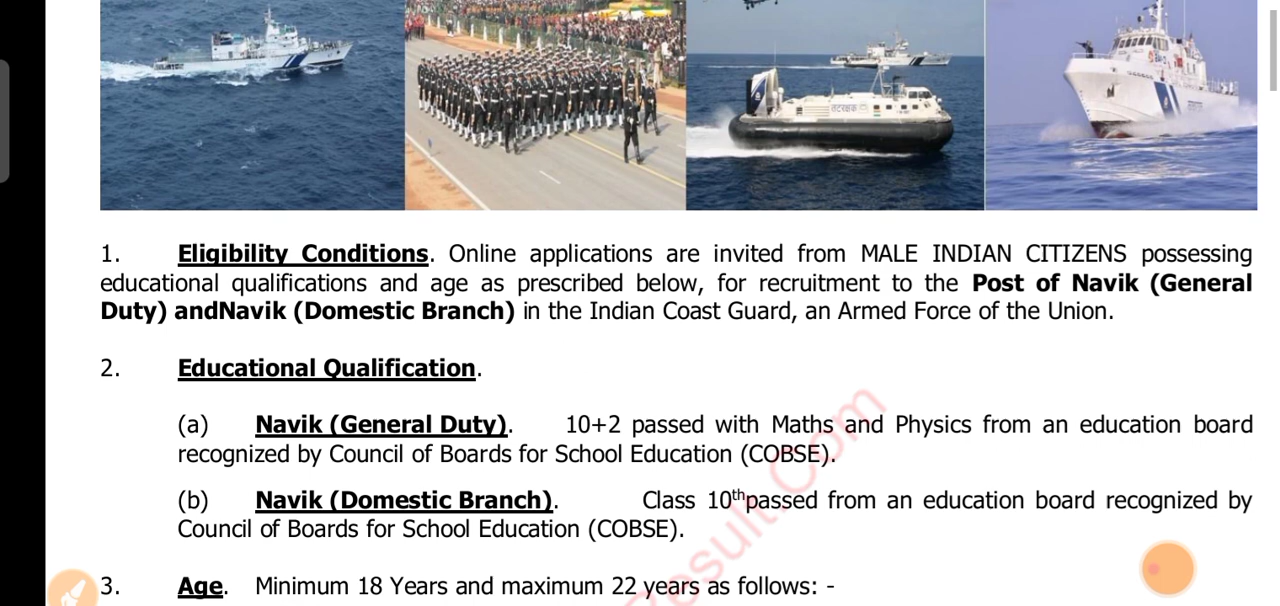 तटरक्षक
1. Eligibility Conditions. Online applications are invited from MALE INDIAN CITIZENS possessing
educational qualifications and age as prescribed below, for recruitment to the Post of Navik (General
Duty) andNavik (Domestic Branch) in the Indian Coast Guard, an Armed Force of the Union.
2. Educational Qualification.
(a) Navik (General Duty). 10+2 passed with Maths and Physics from an education board
recognized by Council of Boards for School Education (COBSE).
(b) Navik (Domestic Branch). Class 10thpassed from an education board recognized by
Council of Boards for School Education (COBSE).
3. Age. Minimum 18 Years and maximum 22 years as follows: -
Result.Com